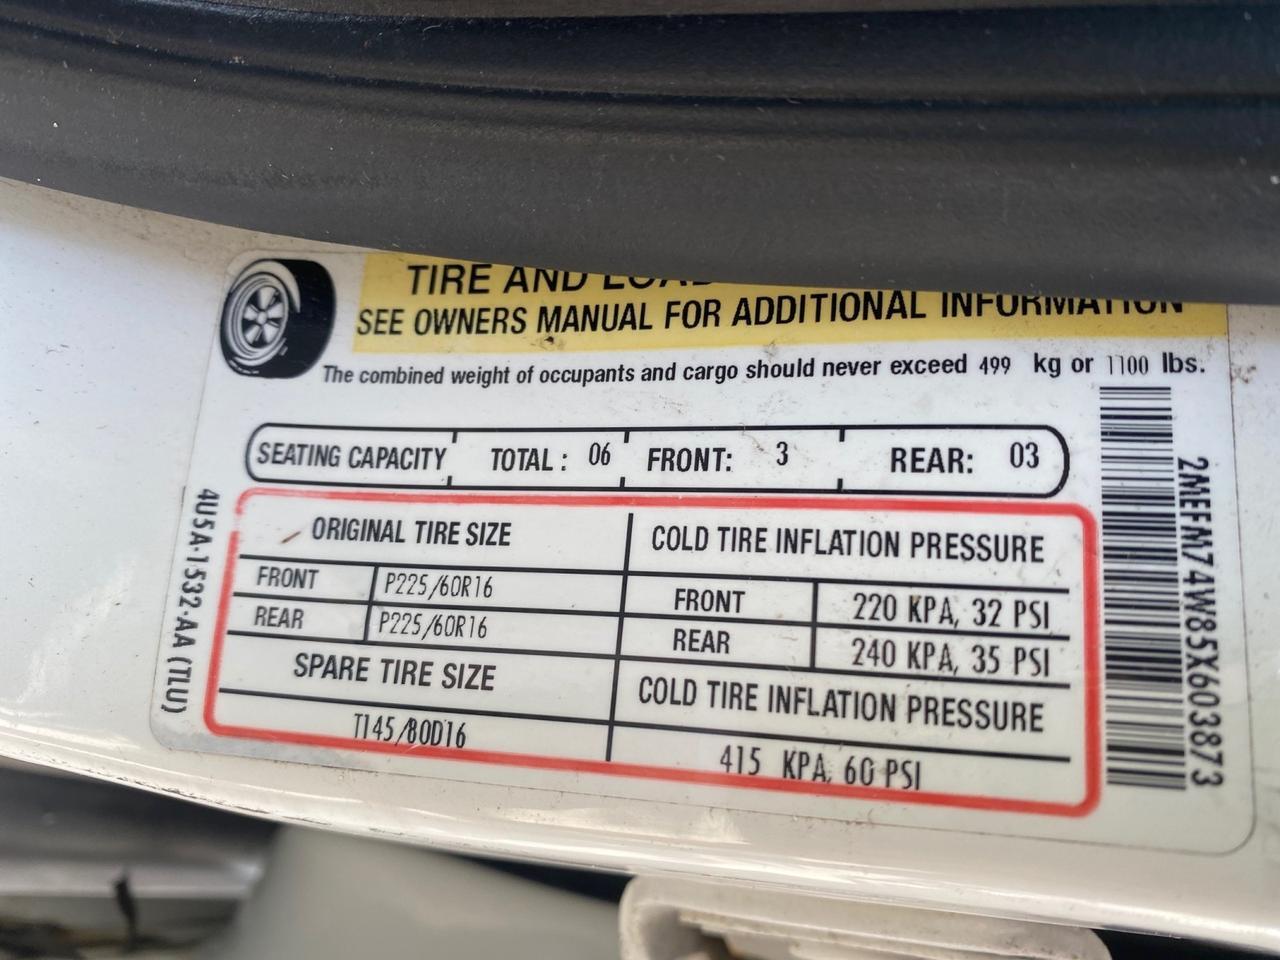 TIRE AND
SEE OWNERS MANUAL FOR ADDITIONAL INFORMATION
The combined weight of occupants and cargo should never exceed 499 kg or 1100 lbs.
SEATING CAPACITY TOTAL : 06 FRONT: 3 REAR: 03
ORIGINAL TIRE SIZE COLD TIRE INFLATION PRESSURE
FRONT P225/60R16 FRONT 220 KPA, 32 PSI
REAR P225/60R16 REAR 240 KPA, 35 PSI
SPARE TIRE SIZE COLD TIRE INFLATION PRESSURE
T145/80D16 415 KPA, 60 PSI
4U5A-1532-AA (TLU)
2MEFM74W85X603873